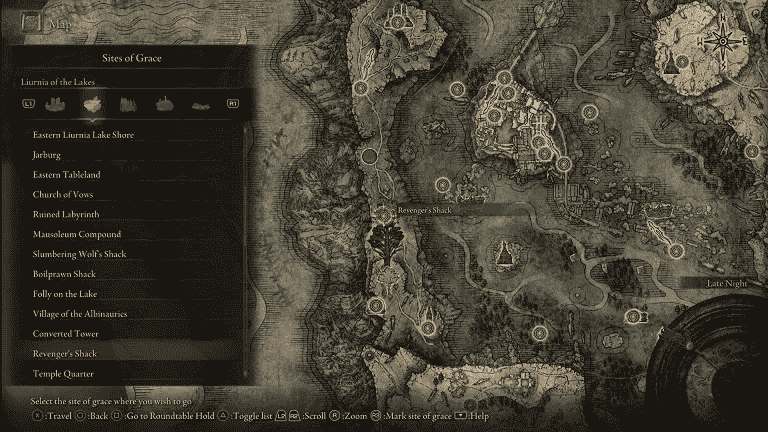 Map
Sites of Grace
Liurnia of the Lakes
L1
R1
Eastern Liurnia Lake Shore
Jarburg
Eastern Tableland
Church of Vows
Ruined Labyrinth
Mausoleum Compound
Slumbering Wolf's Shack
Boilprawn Shack
Folly on the Lake
Village of the Albinaurics
Converted Tower
Revenger's Shack
Temple Quarter
Revenger's Shack
Late Night
Select the site of grace where you wish to go
:Travel :Back :Go to Roundtable Hold :Toggle list L2 R2 :Scroll R :Zoom R3 :Mark site of grace :Help